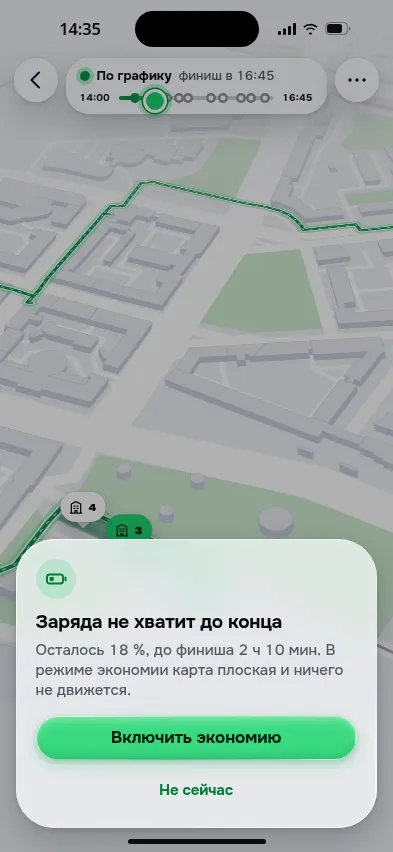 14:35
По графику финиш в 16:45
14:00 16:45
4
3
Заряда не хватит до конца
Осталось 18 %, до финиша 2 ч 10 мин. В
режиме экономии карта плоская и ничего
не движется.
Включить экономию
Не сейчас